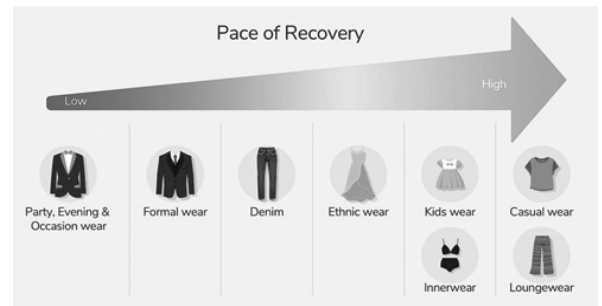 Pace of Recovery
Low
High
Party, Evening &
Occasion wear
Formal wear
Denim
Ethnic wear
Kids wear
Casual wear
Innerwear
Loungewear